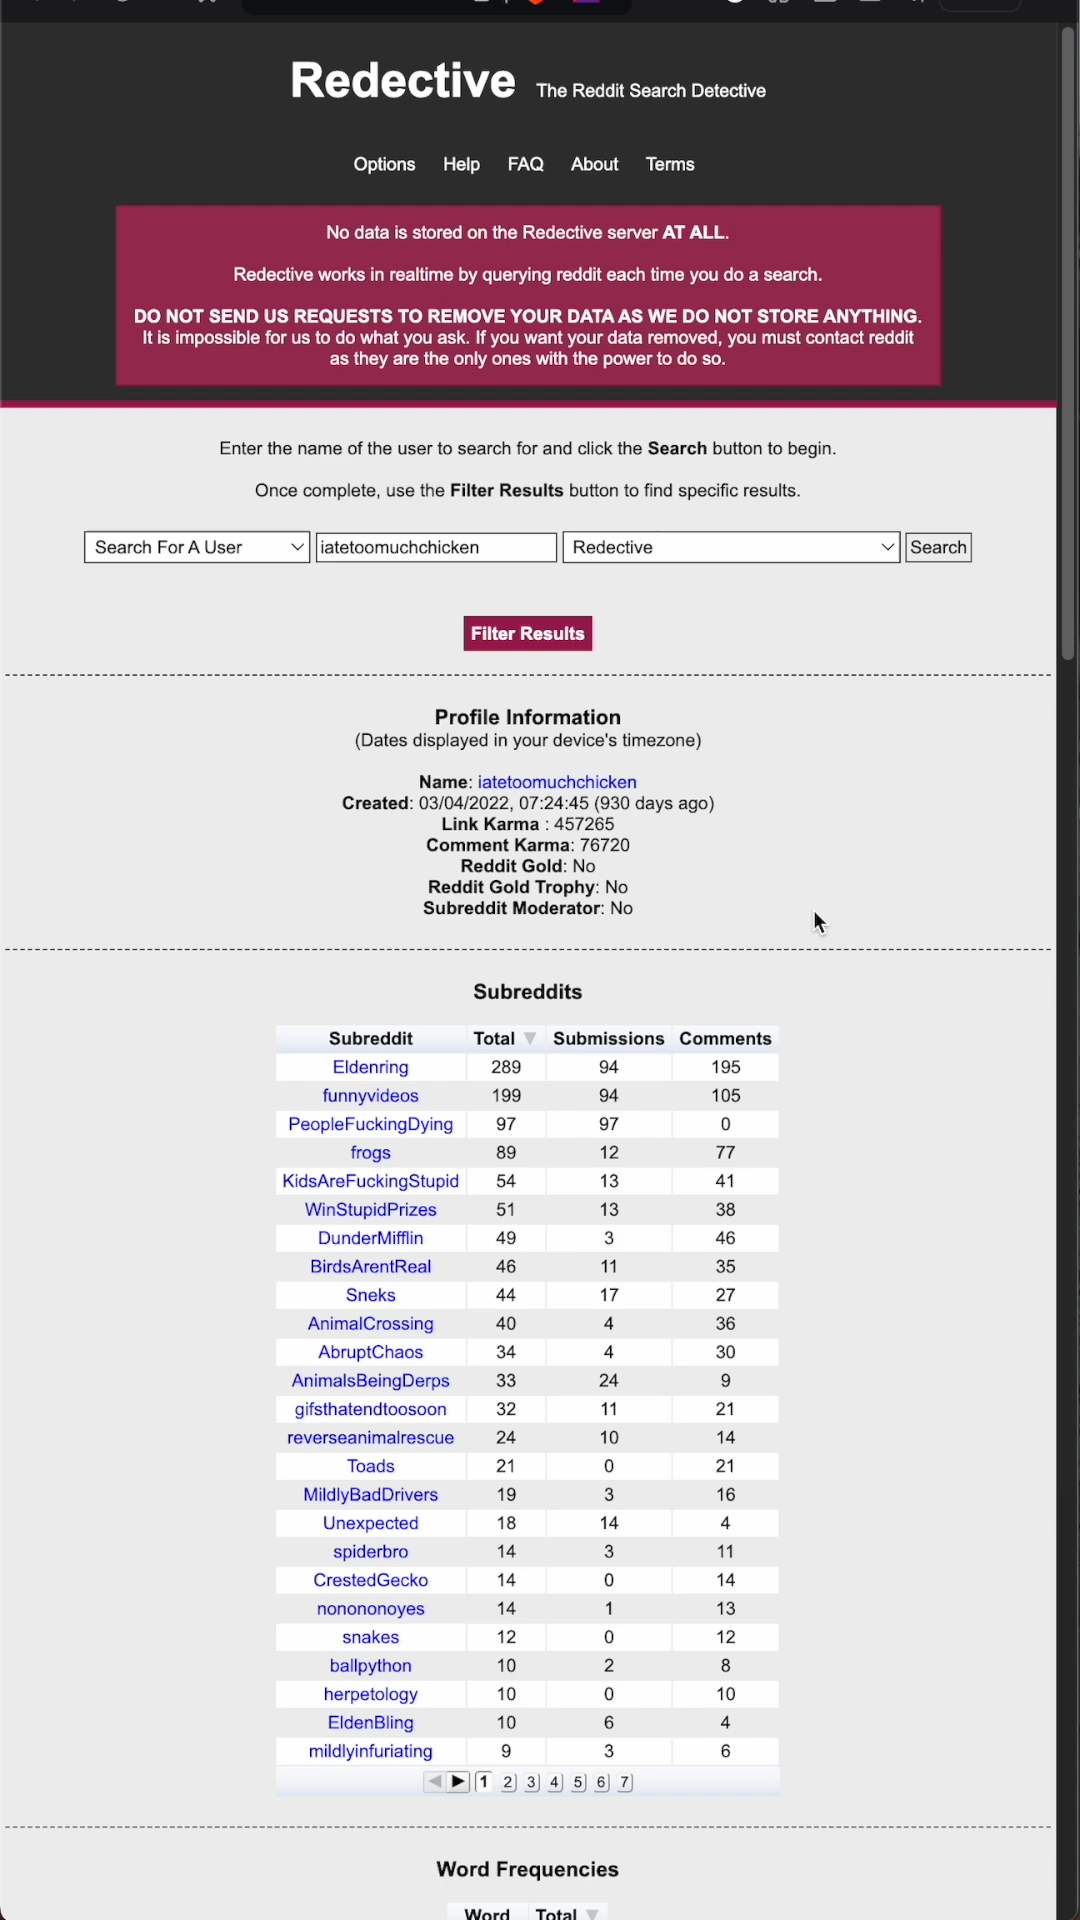 Redective The Reddit Search Detective
Options Help FAQ About Terms
No data is stored on the Redective server AT ALL.
Redective works in realtime by querying reddit each time you do a search.
DO NOT SEND US REQUESTS TO REMOVE YOUR DATA AS WE DO NOT STORE ANYTHING.
It is impossible for us to do what you ask. If you want your data removed, you must contact reddit
as they are the only ones with the power to do so.
Enter the name of the user to search for and click the Search button to begin.
Once complete, use the Filter Results button to find specific results.
Search For A User iatetoomuchchicken Redective Search
Filter Results
Profile Information
(Dates displayed in your device's timezone)
Name: iatetoomuchchicken
Created: 03/04/2022, 07:24:45 (930 days ago)
Link Karma : 457265
Comment Karma: 76720
Reddit Gold: No
Reddit Gold Trophy: No
Subreddit Moderator: No
Subreddits
Subreddit Total Submissions Comments
Eldenring 289 94 195
funnyvideos 199 94 105
PeopleFuckingDying 97 97 0
frogs 89 12 77
KidsAreFuckingStupid 54 13 41
WinStupidPrizes 51 13 38
DunderMifflin 49 3 46
BirdsArentReal 46 11 35
Sneks 44 17 27
AnimalCrossing 40 4 36
AbruptChaos 34 4 30
AnimalsBeingDerps 33 24 9
gifsthatendtoosoon 32 11 21
reverseanimalrescue 24 10 14
Toads 21 0 21
MildlyBadDrivers 19 3 16
Unexpected 18 14 4
spiderbro 14 3 11
CrestedGecko 14 0 14
nonononoyes 14 1 13
snakes 12 0 12
ballpython 10 2 8
herpetology 10 0 10
EldenBling 10 6 4
mildlyinfuriating 9 3 6
1 2 3 4 5 6 7
Word Frequencies
Word Total